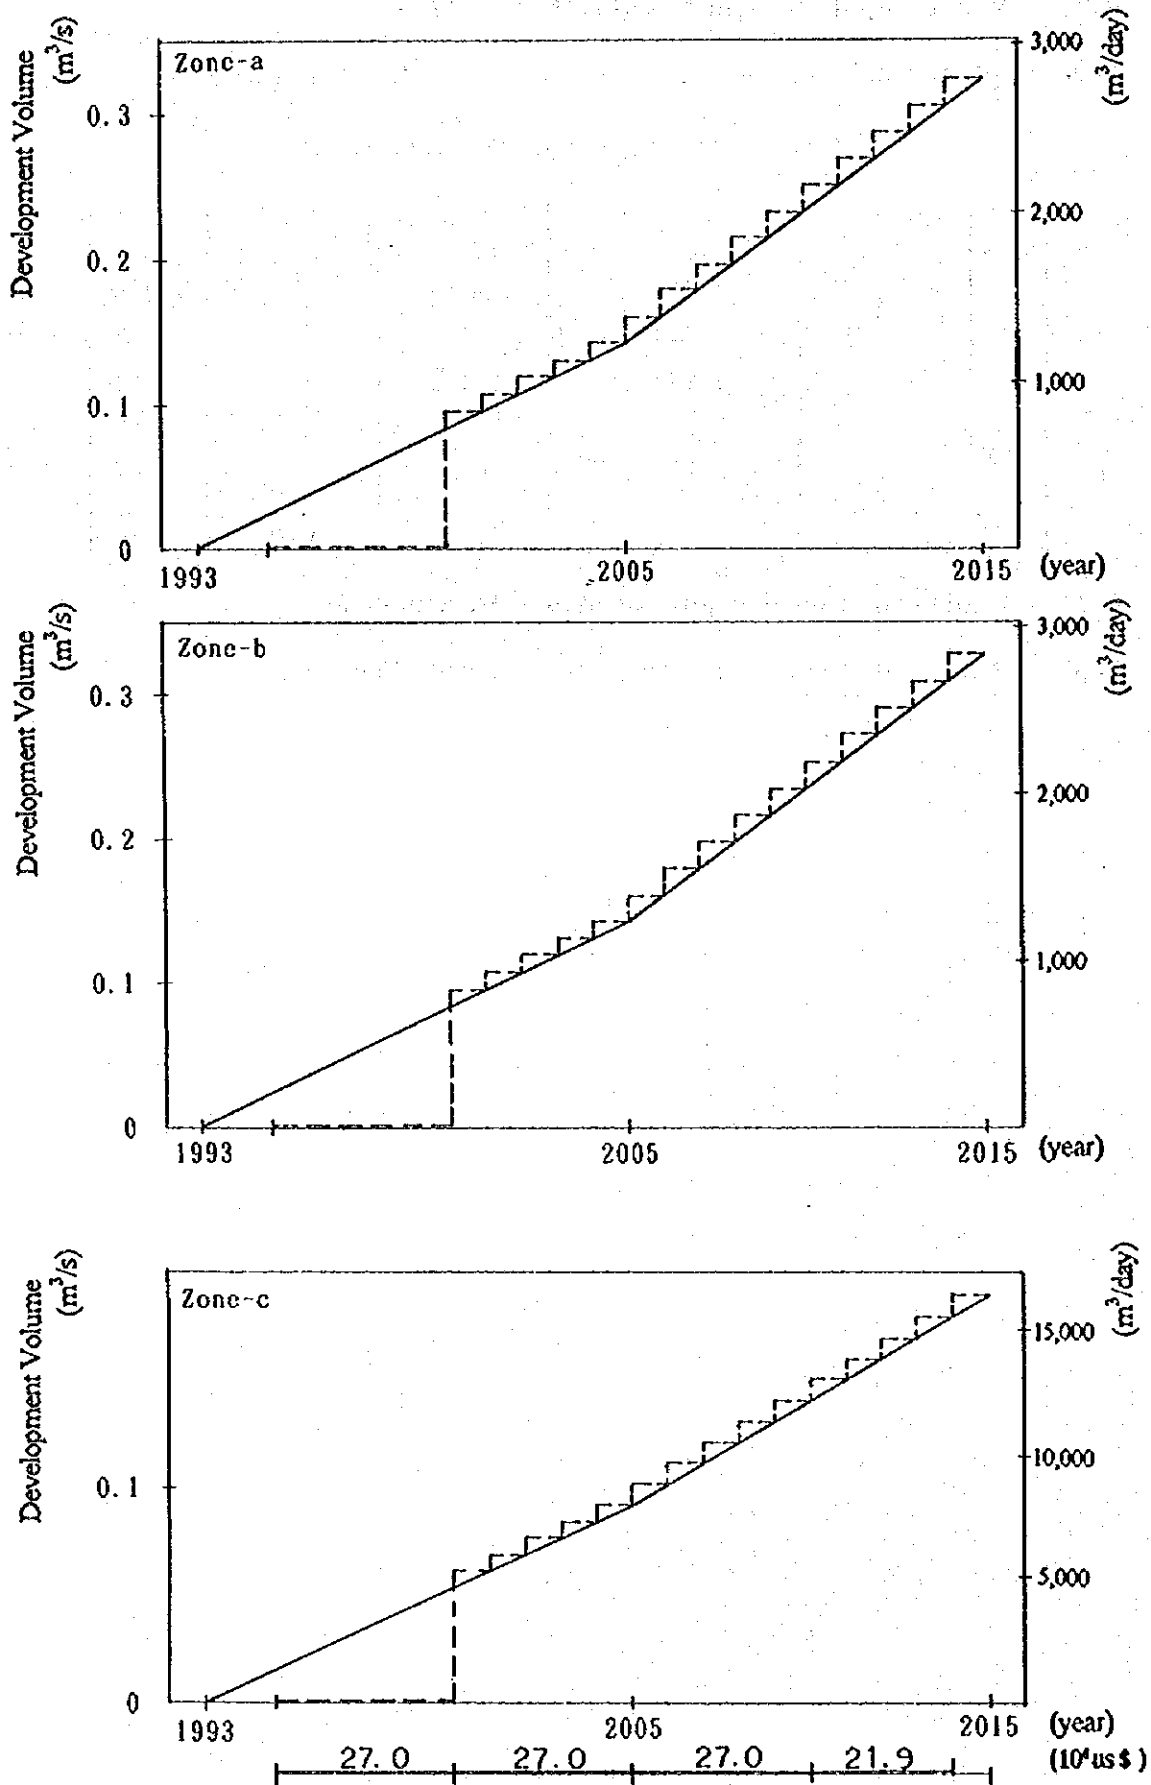 Development Volume
(m³/s)
Zone-a
(m³/day)
3,000
0.3
2,000
0.2
1,000
0.1
0
1993
2005
2015
(year)
Development Volume
(m³/s)
Zone-b
(m³/day)
3,000
0.3
2,000
0.2
1,000
0.1
0
1993
2005
2015
(year)
Development Volume
(m³/s)
Zone-c
(m³/day)
15,000
10,000
0.1
5,000
0
1993
2005
2015
(year)
27.0
27.0
27.0
21.9
(10⁴us$)